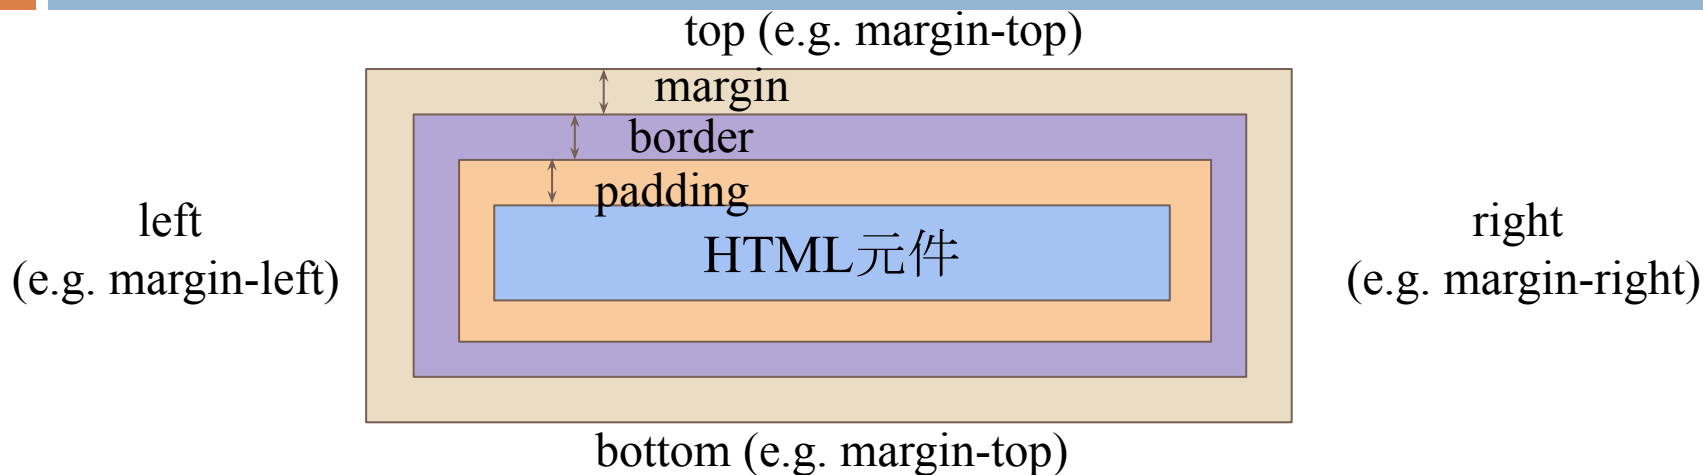 top (e.g. margin-top)
margin
border
padding
HTML元件
left
(e.g. margin-left)
right
(e.g. margin-right)
bottom (e.g. margin-top)